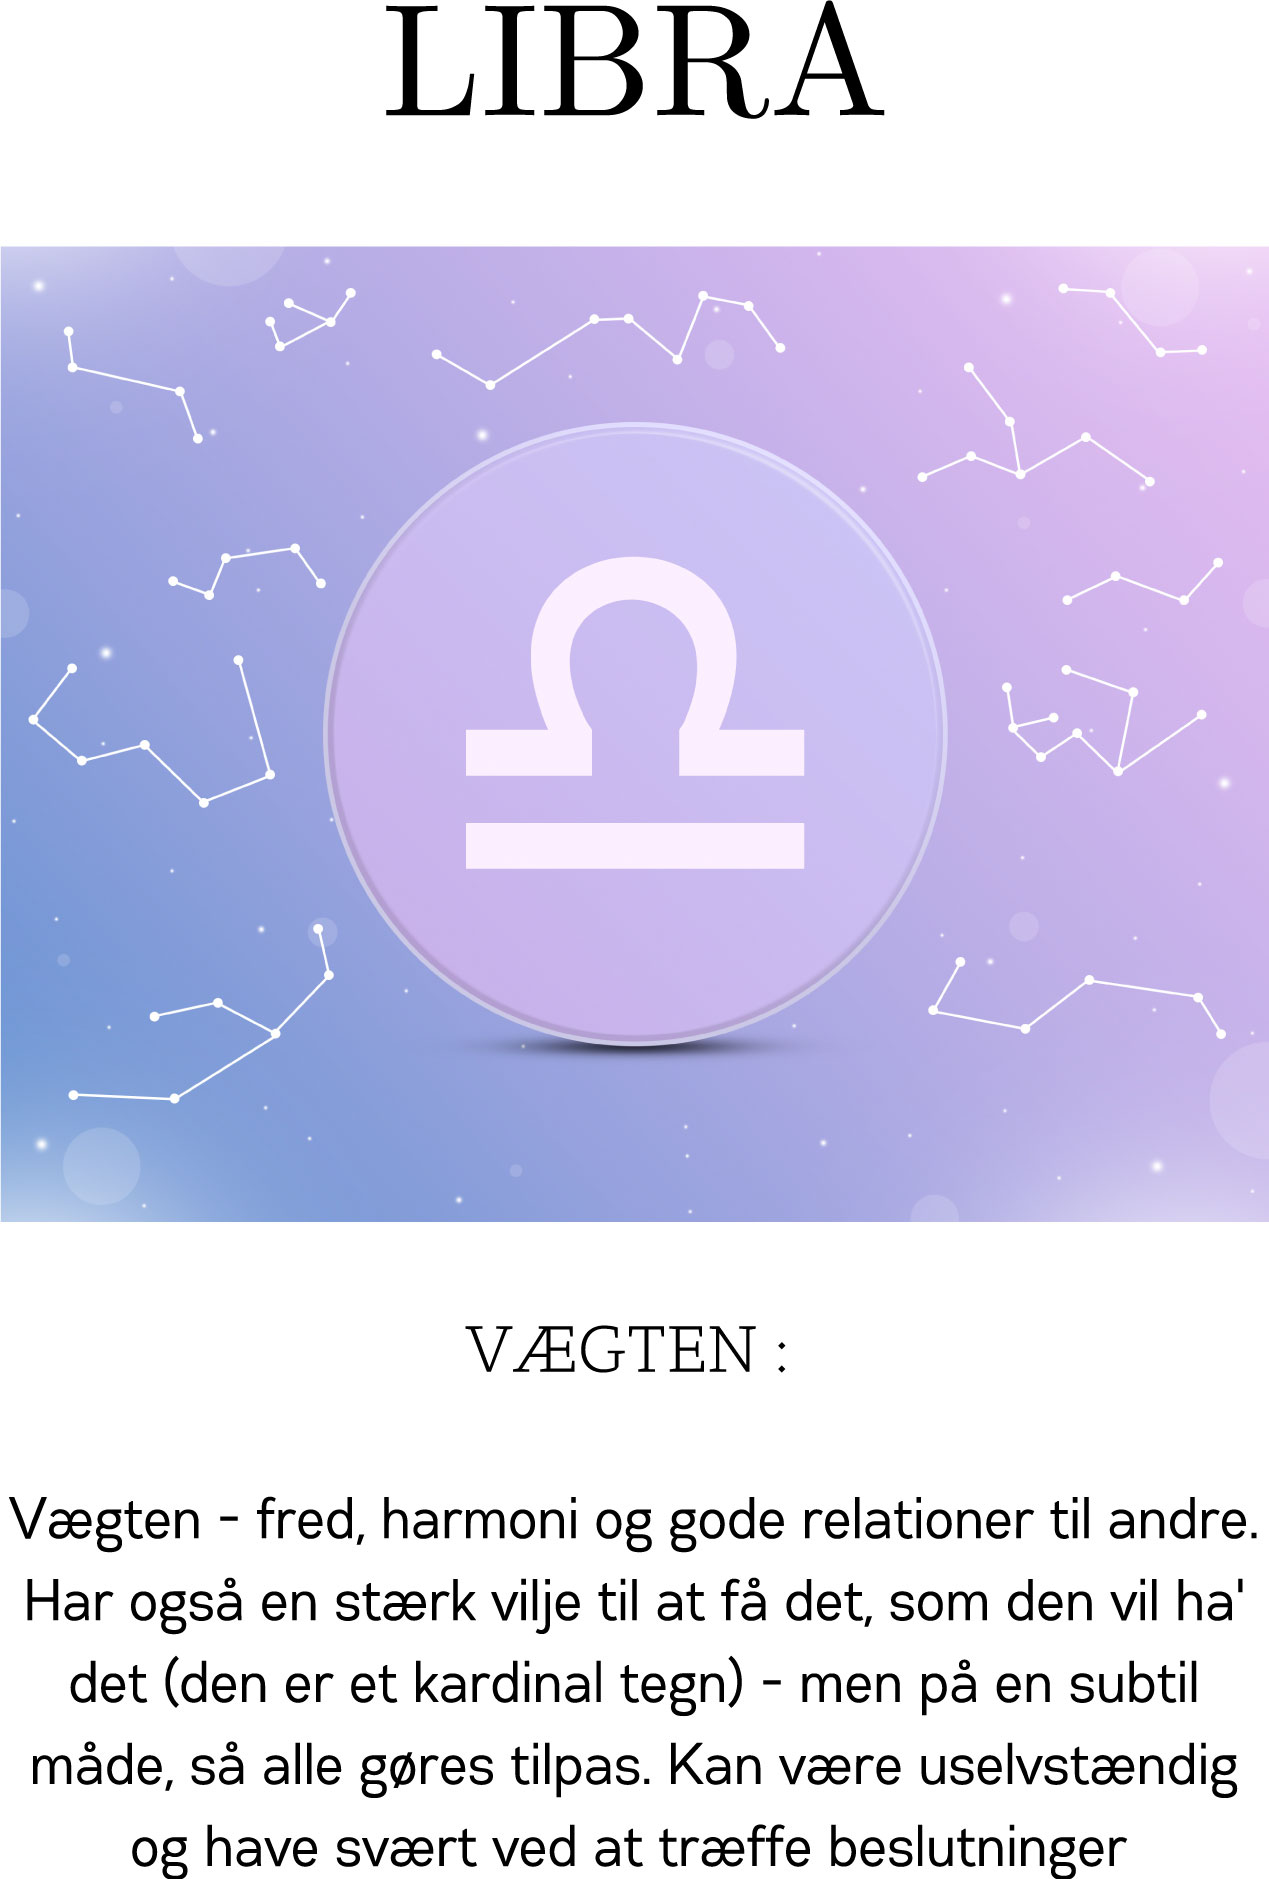 LIBRA
VÆGTEN :
Vægten - fred, harmoni og gode relationer til andre.
Har også en stærk vilje til at få det, som den vil ha'
det (den er et kardinal tegn) - men på en subtil
måde, så alle gøres tilpas. Kan være uselvstændig
og have svært ved at træffe beslutninger